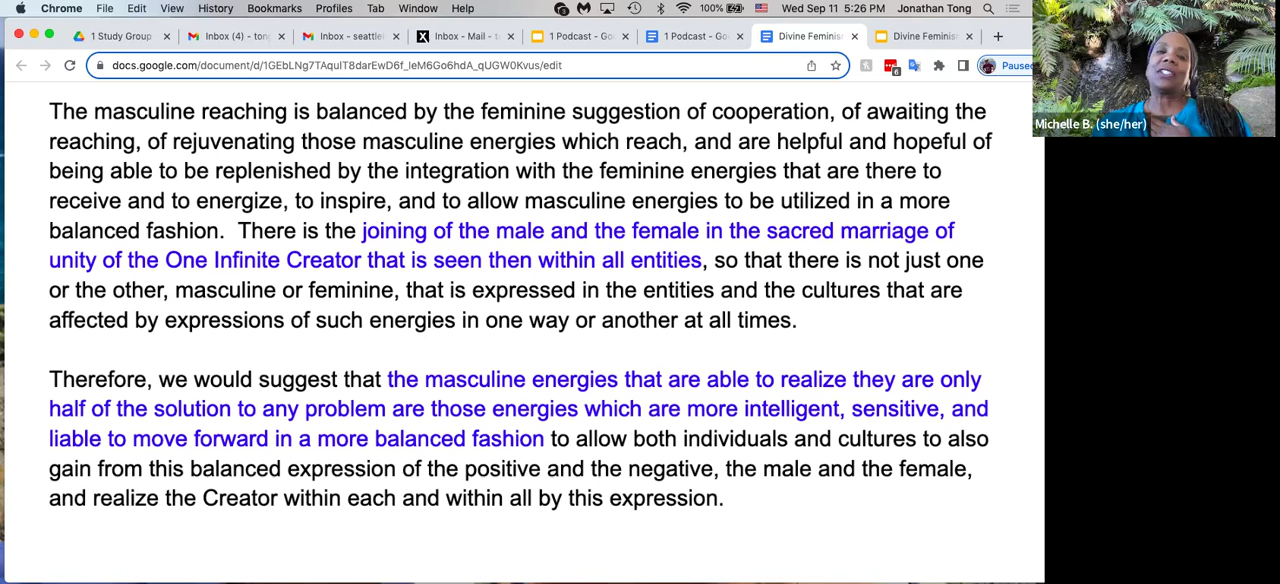 Chrome File Edit View History Bookmarks Profiles Tab Window Help 100% Wed Sep 11 5:26 PM Jonathan Tong
1 Study Group Inbox (4) - tong Inbox - seattle Inbox - Mail - t 1 Podcast - Go 1 Podcast - Go Divine Feminis Divine Feminis
docs.google.com/document/d/1GEbLNg7TAquIT8darEwD6f_leM6Go6hdA_qUGW0Kvus/edit Paused
Michelle B. (she/her)
The masculine reaching is balanced by the feminine suggestion of cooperation, of awaiting the
reaching, of rejuvenating those masculine energies which reach, and are helpful and hopeful of
being able to be replenished by the integration with the feminine energies that are there to
receive and to energize, to inspire, and to allow masculine energies to be utilized in a more
balanced fashion. There is the joining of the male and the female in the sacred marriage of
unity of the One Infinite Creator that is seen then within all entities, so that there is not just one
or the other, masculine or feminine, that is expressed in the entities and the cultures that are
affected by expressions of such energies in one way or another at all times.
Therefore, we would suggest that the masculine energies that are able to realize they are only
half of the solution to any problem are those energies which are more intelligent, sensitive, and
liable to move forward in a more balanced fashion to allow both individuals and cultures to also
gain from this balanced expression of the positive and the negative, the male and the female,
and realize the Creator within each and within all by this expression.